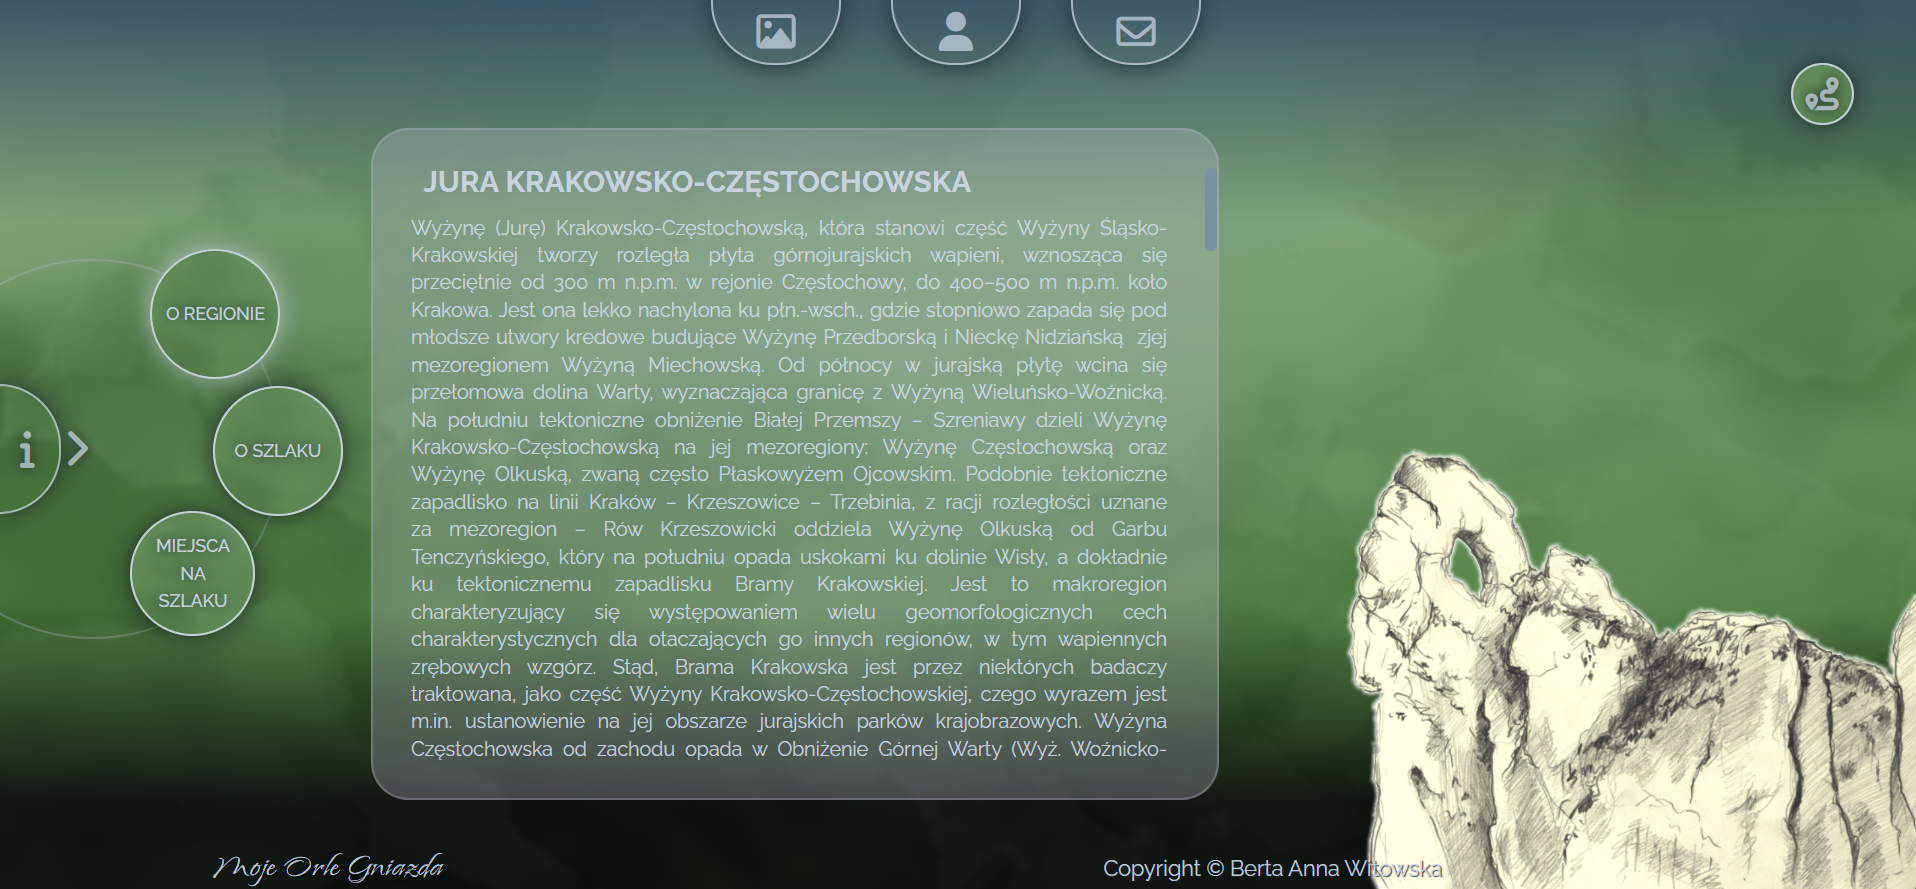 JURA KRAKOWSKO-CZĘSTOCHOWSKA
Wyżynę (Jurę) Krakowsko-Częstochowską, która stanowi część Wyżyny Śląsko-
Krakowskiej tworzy rozległa płyta górnojurajskich wapieni, wznosząca się
przeciętnie od 300 m n.p.m. w rejonie Częstochowy, do 400–500 m n.p.m. koło
Krakowa. Jest ona lekko nachylona ku płn.-wsch., gdzie stopniowo zapada się pod
młodsze utwory kredowe budujące Wyżynę Przedborską i Nieckę Nidziańską zjej
mezoregionem Wyżyną Miechowską. Od północy w jurajską płytę wcina się
przełomowa dolina Warty, wyznaczająca granicę z Wyżyną Wieluńsko-Woźnicką.
Na południu tektoniczne obniżenie Białej Przemszy – Szreniawy dzieli Wyżynę
Krakowsko-Częstochowską na jej mezoregiony: Wyżynę Częstochowską oraz
Wyżynę Olkuską, zwaną często Płaskowyżem Ojcowskim. Podobnie tektoniczne
zapadlisko na linii Kraków – Krzeszowice – Trzebinia, z racji rozległości uznane
za mezoregion – Rów Krzeszowicki oddziela Wyżynę Olkuską od Garbu
Tenczyńskiego, który na południu opada uskokami ku dolinie Wisły, a dokładnie
ku tektonicznemu zapadlisku Bramy Krakowskiej. Jest to makroregion
charakteryzujący się występowaniem wielu geomorfologicznych cech
charakterystycznych dla otaczających go innych regionów, w tym wapiennych
zrębowych wzgórz. Stąd, Brama Krakowska jest przez niektórych badaczy
traktowana, jako część Wyżyny Krakowsko-Częstochowskiej, czego wyrazem jest
m.in. ustanowienie na jej obszarze jurajskich parków krajobrazowych. Wyżyna
Częstochowska od zachodu opada w Obniżenie Górnej Warty (Wyż. Woźnicko-
O REGIONIE
O SZLAKU
MIEJSCA
NA
SZLAKU
Moje Orle Gniazda
Copyright © Berta Anna Witowska